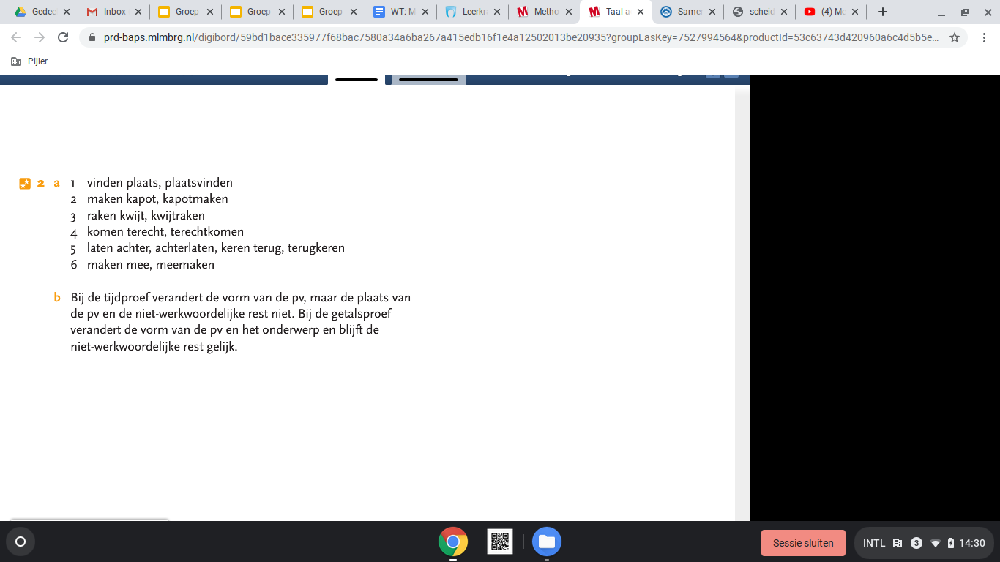 Gedee
Inbox
Groep
Groep
Groep
WT: M
Leerkr
Metho
Taal a
Samer
scheid
(4) Me
prd-baps.mlmbrg.nl/digibord/59bd1bace335977f68bac7580a34a6ba267a415edb16f1e4a12502013be20935?groupLasKey=7527994564&productId=53c63743d420960a6c4d5b5e...
Pijler
2 a 1 vinden plaats, plaatsvinden
2 maken kapot, kapotmaken
3 raken kwijt, kwijtraken
4 komen terecht, terechtkomen
5 laten achter, achterlaten, keren terug, terugkeren
6 maken mee, meemaken
b Bij de tijdproef verandert de vorm van de pv, maar de plaats van
de pv en de niet-werkwoordelijke rest niet. Bij de getalsproef
verandert de vorm van de pv en het onderwerp en blijft de
niet-werkwoordelijke rest gelijk.
Sessie sluiten
INTL 3 14:30